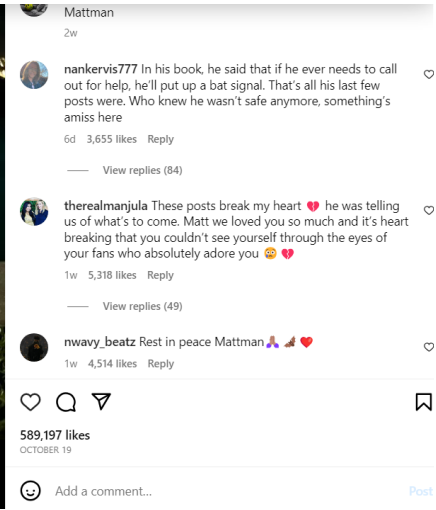 Mattman
2w
nankervis777 In his book, he said that if he ever needs to call
out for help, he'll put up a bat signal. That's all his last few
posts were. Who knew he wasn't safe anymore, something's
amiss here
6d 3,655 likes Reply
View replies (84)
therealmanjula These posts break my heart 💔 he was telling
us of what's to come. Matt we loved you so much and it's heart
breaking that you couldn't see yourself through the eyes of
your fans who absolutely adore you 😢 💔
1w 5,318 likes Reply
View replies (49)
nwavy_beatz Rest in peace Mattman🙏🏽 🦇 ❤️
1w 4,514 likes Reply
589,197 likes
OCTOBER 19
Add a comment...
Post